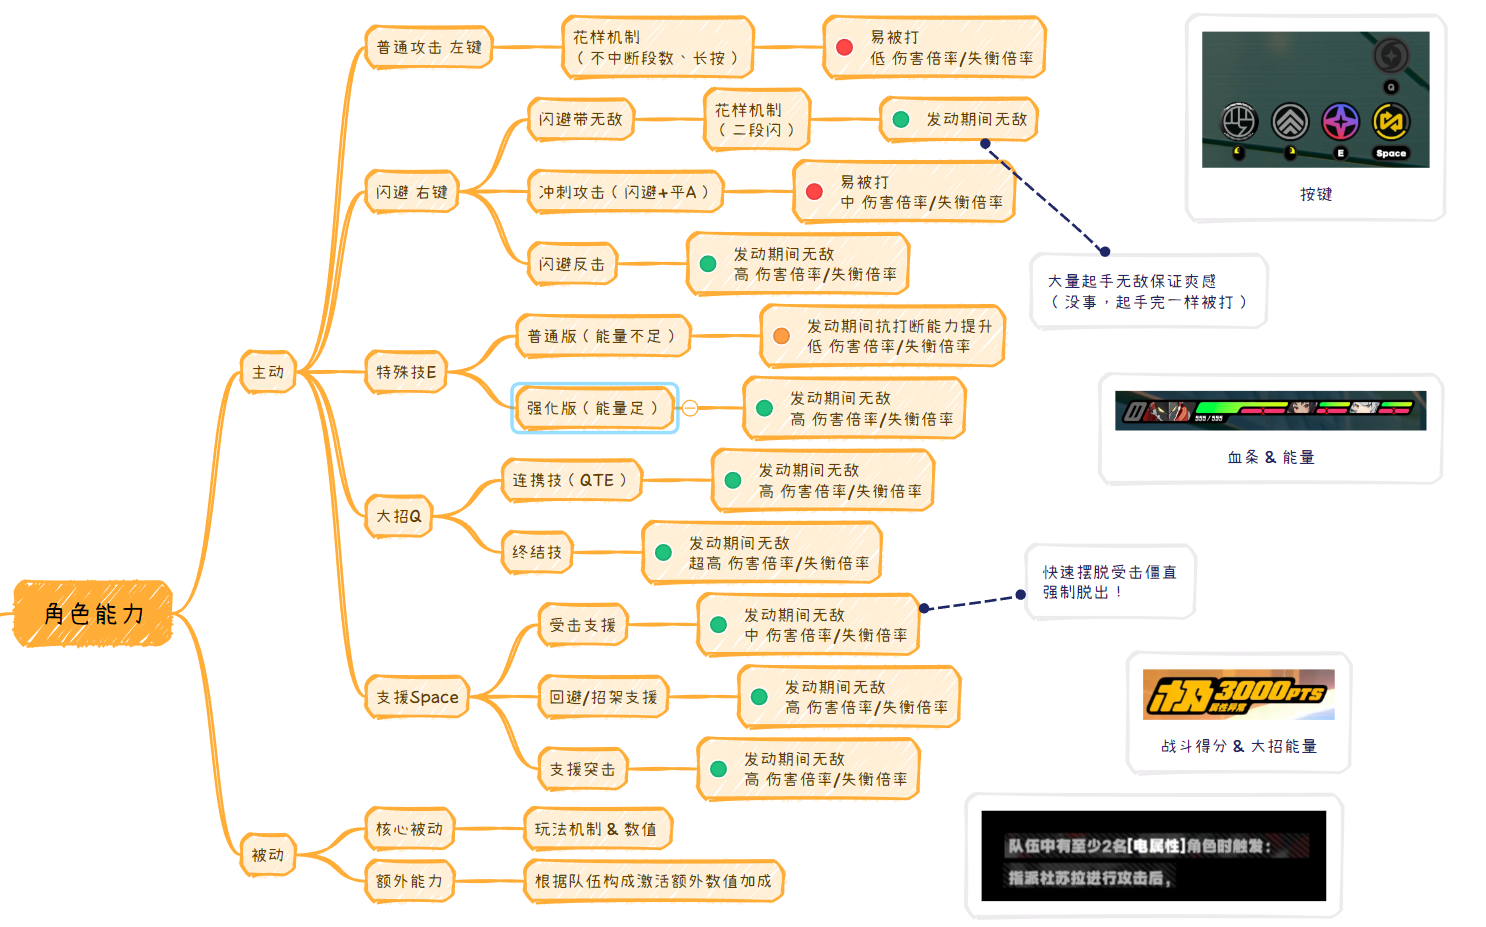 角色能力
主动
普通攻击 左键
花样机制
（不中断段数、长按）
易被打
低 伤害倍率/失衡倍率
闪避 右键
闪避带无敌
花样机制
（二段闪）
发动期间无敌
冲刺攻击（闪避+平A）
易被打
中 伤害倍率/失衡倍率
闪避反击
发动期间无敌
高 伤害倍率/失衡倍率
特殊技E
普通版（能量不足）
发动期间抗打断能力提升
低 伤害倍率/失衡倍率
强化版（能量足）
发动期间无敌
高 伤害倍率/失衡倍率
大招Q
连携技（QTE）
发动期间无敌
高 伤害倍率/失衡倍率
终结技
发动期间无敌
超高 伤害倍率/失衡倍率
支援Space
受击支援
发动期间无敌
中 伤害倍率/失衡倍率
回避/招架支援
发动期间无敌
高 伤害倍率/失衡倍率
支援突击
发动期间无敌
高 伤害倍率/失衡倍率
被动
核心被动
玩法机制 & 数值
额外能力
根据队伍构成激活额外数值加成
Q
E
Space
按键
大量起手无敌保证爽感
（没事，起手完一样被打）
血条 & 能量
快速摆脱受击僵直
强制脱出！
极 3000PTS
战斗得分 & 大招能量
队伍中有至少2名[电属性]角色时触发：
指派社苏拉进行攻击后，